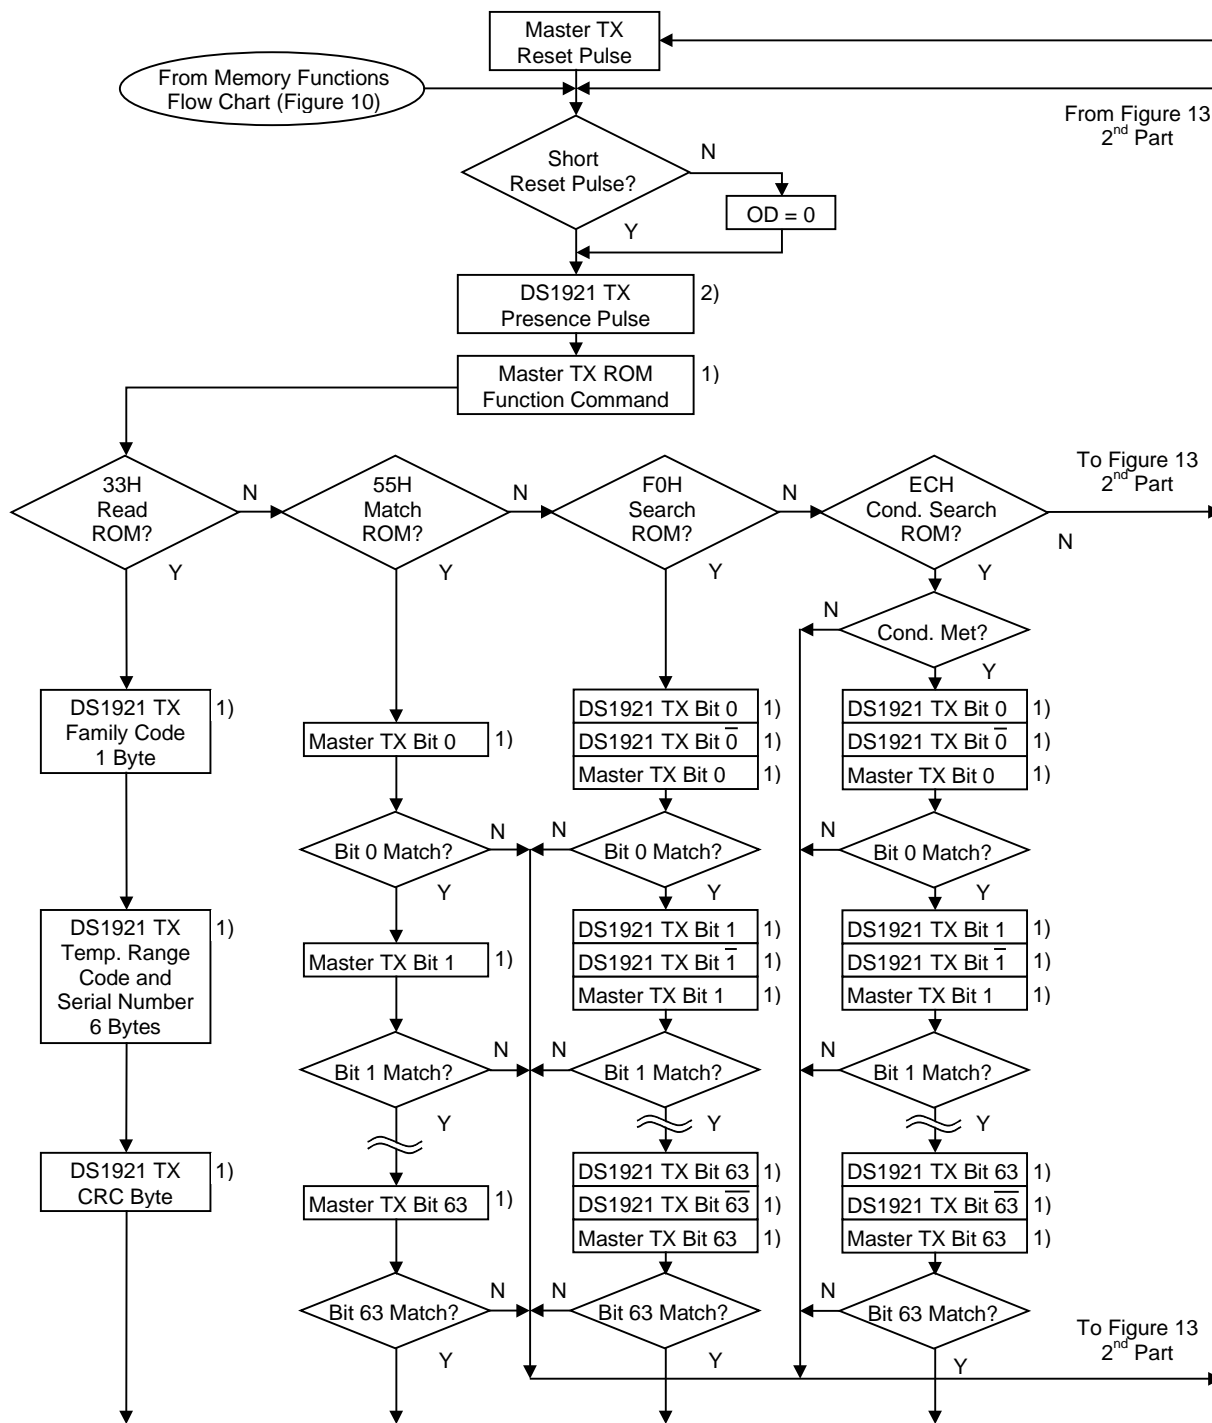 Master TX
Reset Pulse
From Memory Functions
Flow Chart (Figure 10)
From Figure 13
2nd Part
Short
Reset Pulse?
N
OD = 0
Y
DS1921 TX
Presence Pulse
2)
Master TX ROM
Function Command
1)
33H
Read
ROM?
N
Y
55H
Match
ROM?
N
Y
F0H
Search
ROM?
N
Y
ECH
Cond. Search
ROM?
N
Y
To Figure 13
2nd Part
Cond. Met?
N
Y
DS1921 TX
Family Code
1 Byte
1)
DS1921 TX
Temp. Range
Code and
Serial Number
6 Bytes
1)
DS1921 TX
CRC Byte
1)
Master TX Bit 0
1)
Bit 0 Match?
N
Y
Master TX Bit 1
1)
Bit 1 Match?
N
Y
Master TX Bit 63
1)
Bit 63 Match?
N
Y
DS1921 TX Bit 0
1)
DS1921 TX Bit 0̅
1)
Master TX Bit 0
1)
Bit 0 Match?
N
Y
DS1921 TX Bit 1
1)
DS1921 TX Bit 1̅
1)
Master TX Bit 1
1)
Bit 1 Match?
N
Y
DS1921 TX Bit 63
1)
DS1921 TX Bit 6̅3̅
1)
Master TX Bit 63
1)
Bit 63 Match?
N
Y
DS1921 TX Bit 0
1)
DS1921 TX Bit 0̅
1)
Master TX Bit 0
1)
Bit 0 Match?
N
Y
DS1921 TX Bit 1
1)
DS1921 TX Bit 1̅
1)
Master TX Bit 1
1)
Bit 1 Match?
N
Y
DS1921 TX Bit 63
1)
DS1921 TX Bit 6̅3̅
1)
Master TX Bit 63
1)
Bit 63 Match?
N
Y
To Figure 13
2nd Part